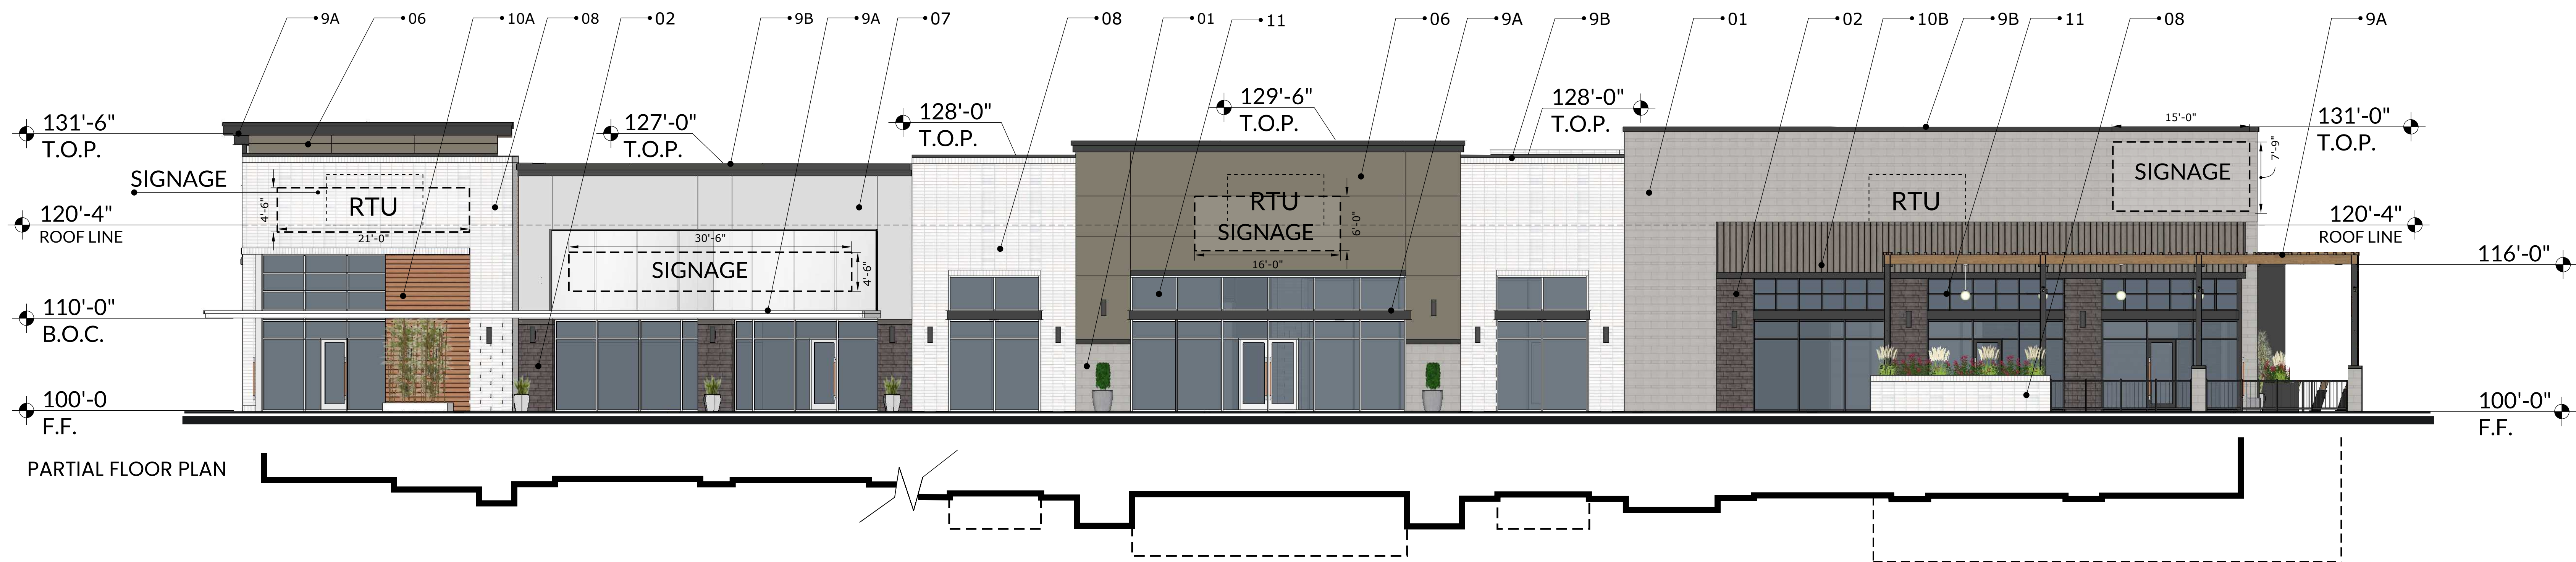 9A
06
10A
08
02
9B
9A
07
08
01
11
06
9A
9B
01
02
10B
9B
11
08
9A
131'-6"
T.O.P.
127'-0"
T.O.P.
128'-0"
T.O.P.
129'-6"
T.O.P.
128'-0"
T.O.P.
131'-0"
T.O.P.
15'-0"
7'-9"
SIGNAGE
SIGNAGE
RTU
4'-6"
21'-0"
RTU
SIGNAGE
6'-0"
16'-0"
RTU
120'-4"
ROOF LINE
120'-4"
ROOF LINE
30'-6"
SIGNAGE
4'-6"
116'-0"
110'-0"
B.O.C.
100'-0
F.F.
100'-0"
F.F.
PARTIAL FLOOR PLAN